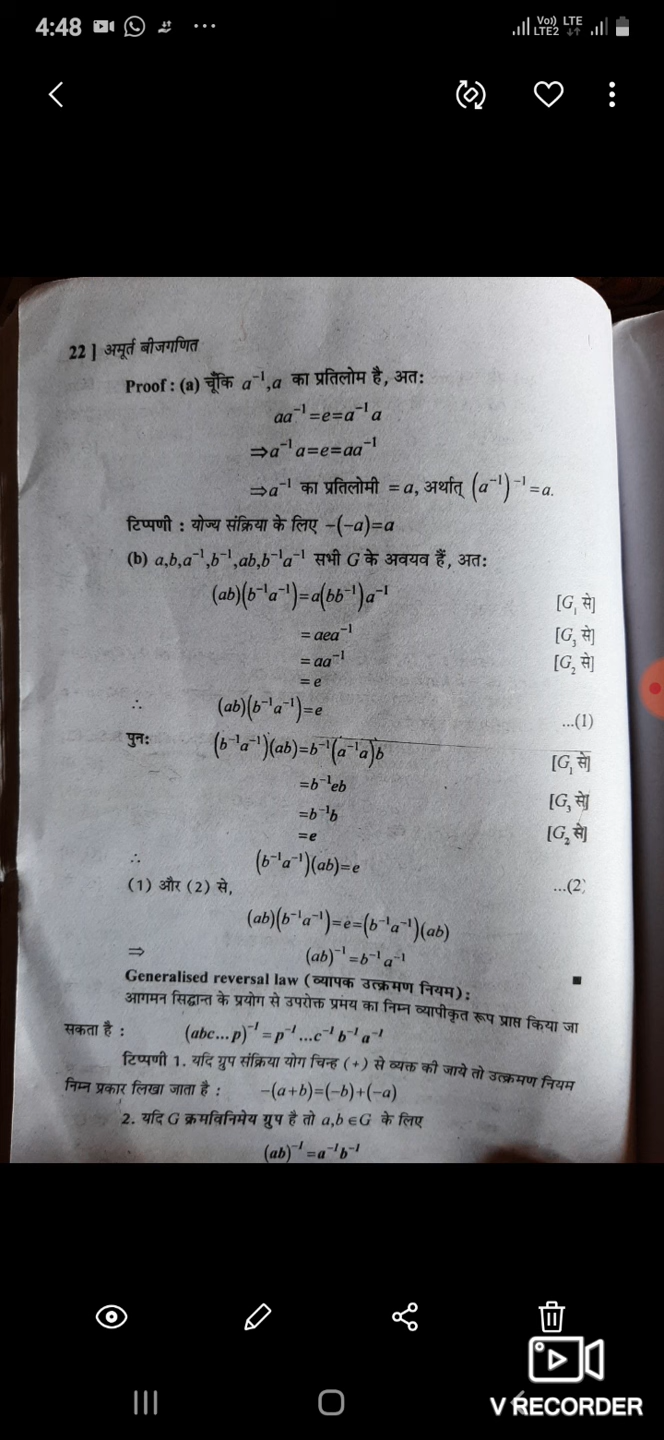 4:48
Vo)) LTE
LTE2
22 ] अमूर्त बीजगणित
Proof : (a) चूँकि a⁻¹,a का प्रतिलोम है, अतः
aa⁻¹=e=a⁻¹a
⇒a⁻¹a=e=aa⁻¹
⇒a⁻¹ का प्रतिलोमी = a, अर्थात् (a⁻¹)⁻¹=a.
टिप्पणी : योज्य संक्रिया के लिए -(-a)=a
(b) a,b,a⁻¹,b⁻¹,ab,b⁻¹a⁻¹ सभी G के अवयव हैं, अतः
(ab)(b⁻¹a⁻¹)=a(bb⁻¹)a⁻¹ [G₁ से]
= aea⁻¹ [G₃ से]
= aa⁻¹ [G₂ से]
= e
∴ (ab)(b⁻¹a⁻¹)=e ...(1)
पुनः (b⁻¹a⁻¹)(ab)=b⁻¹(a⁻¹a)b [G₁ से]
=b⁻¹eb [G₃ से]
=b⁻¹b [G₂ से]
=e
∴ (b⁻¹a⁻¹)(ab)=e ...(2)
(1) और (2) से,
(ab)(b⁻¹a⁻¹)=e=(b⁻¹a⁻¹)(ab)
⇒ (ab)⁻¹=b⁻¹a⁻¹
Generalised reversal law (व्यापक उत्क्रमण नियम) :
आगमन सिद्धान्त के प्रयोग से उपरोक्त प्रमय का निम्न व्यापीकृत रूप प्राप्त किया जा
सकता है : (abc...p)⁻¹=p⁻¹...c⁻¹b⁻¹a⁻¹
टिप्पणी 1. यदि ग्रुप संक्रिया योग चिन्ह (+) से व्यक्त की जाये तो उत्क्रमण नियम
निम्न प्रकार लिखा जाता है : -(a+b)=(-b)+(-a)
2. यदि G क्रमविनिमेय ग्रुप है तो a,b∈G के लिए
(ab)⁻¹=a⁻¹b⁻¹
V RECORDER